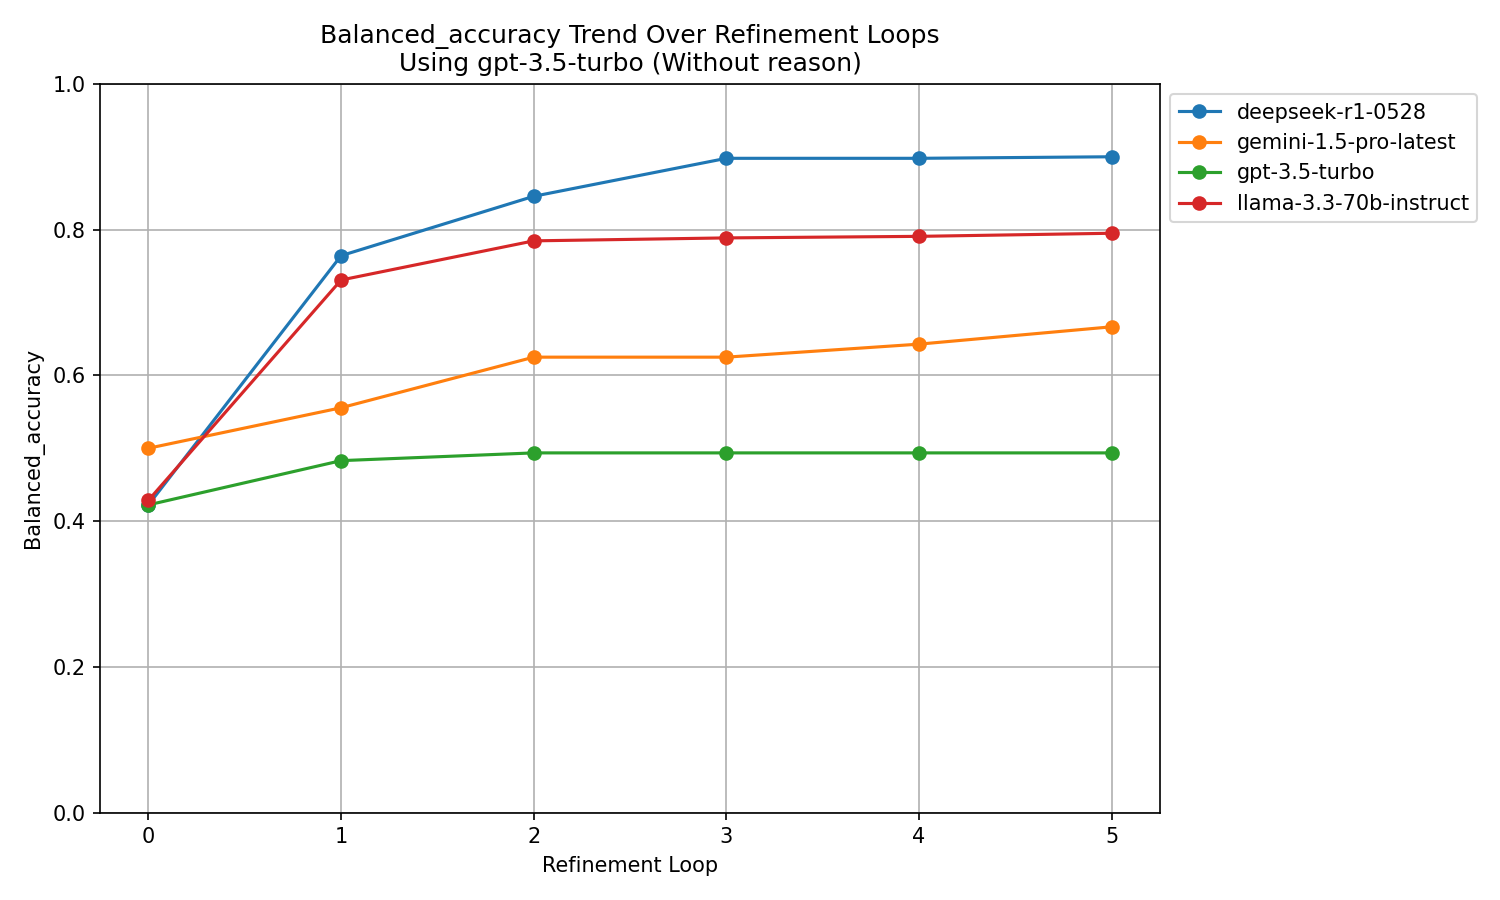 Balanced_accuracy Trend Over Refinement Loops
Using gpt-3.5-turbo (Without reason)
1.0
0.8
0.6
0.4
0.2
0.0
Balanced_accuracy
0 1 2 3 4 5
Refinement Loop
deepseek-r1-0528
gemini-1.5-pro-latest
gpt-3.5-turbo
llama-3.3-70b-instruct